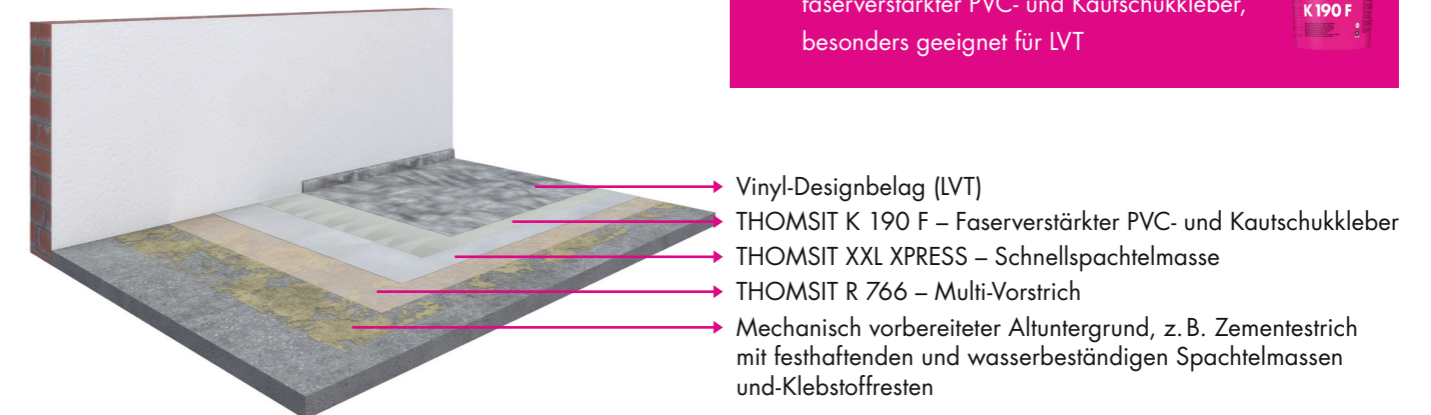 faserverstärkter PVC- und Kautschukkleber,
besonders geeignet für LVT
K 190 F
Vinyl-Designbelag (LVT)
THOMSIT K 190 F – Faserverstärkter PVC- und Kautschukkleber
THOMSIT XXL XPRESS – Schnellspachtelmasse
THOMSIT R 766 – Multi-Vorstrich
Mechanisch vorbereiteter Altuntergrund, z. B. Zementestrich
mit festhaftenden und wasserbeständigen Spachtelmassen
und-Klebstoffresten